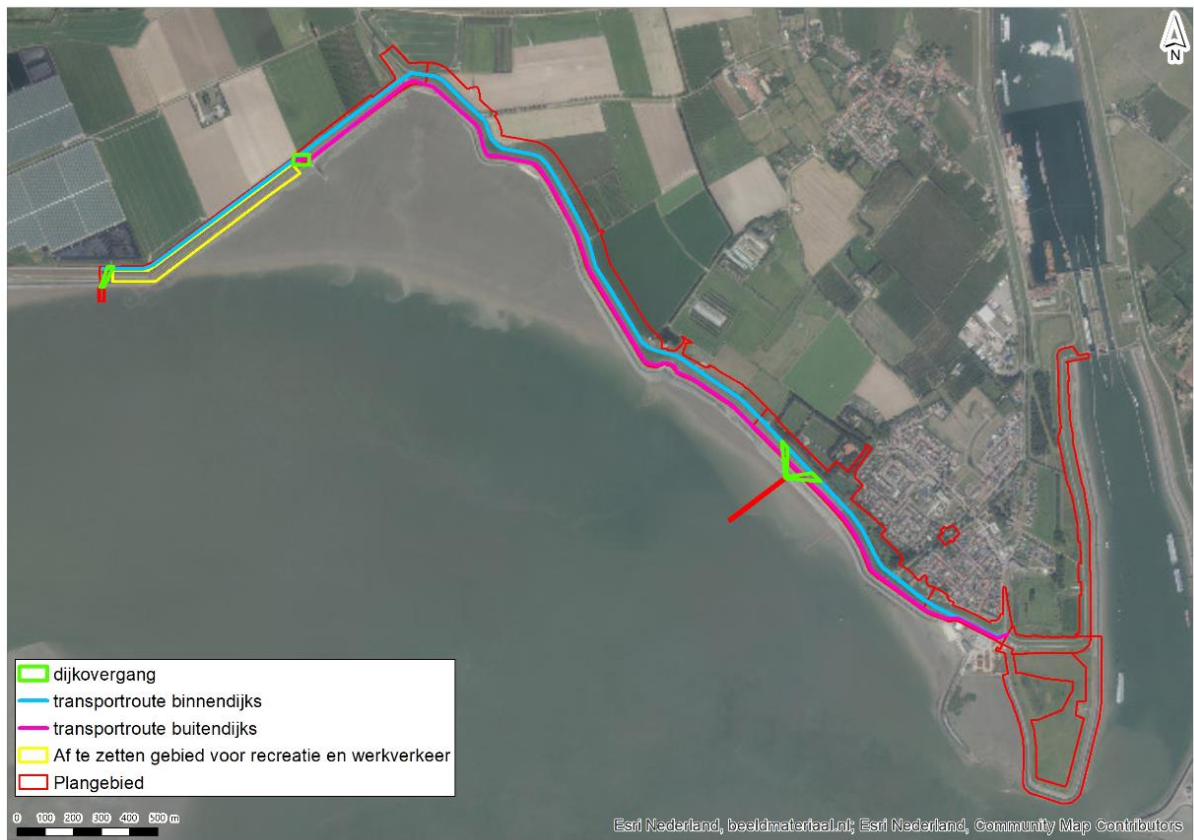 N
dijkovergang
transportroute binnendijks
transportroute buitendijks
Af te zetten gebied voor recreatie en werkverkeer
Plangebied
0 100 200 300 400 500 m
Esri Nederland, beeldmateriaal.nl; Esri Nederland, Community Map Contributors